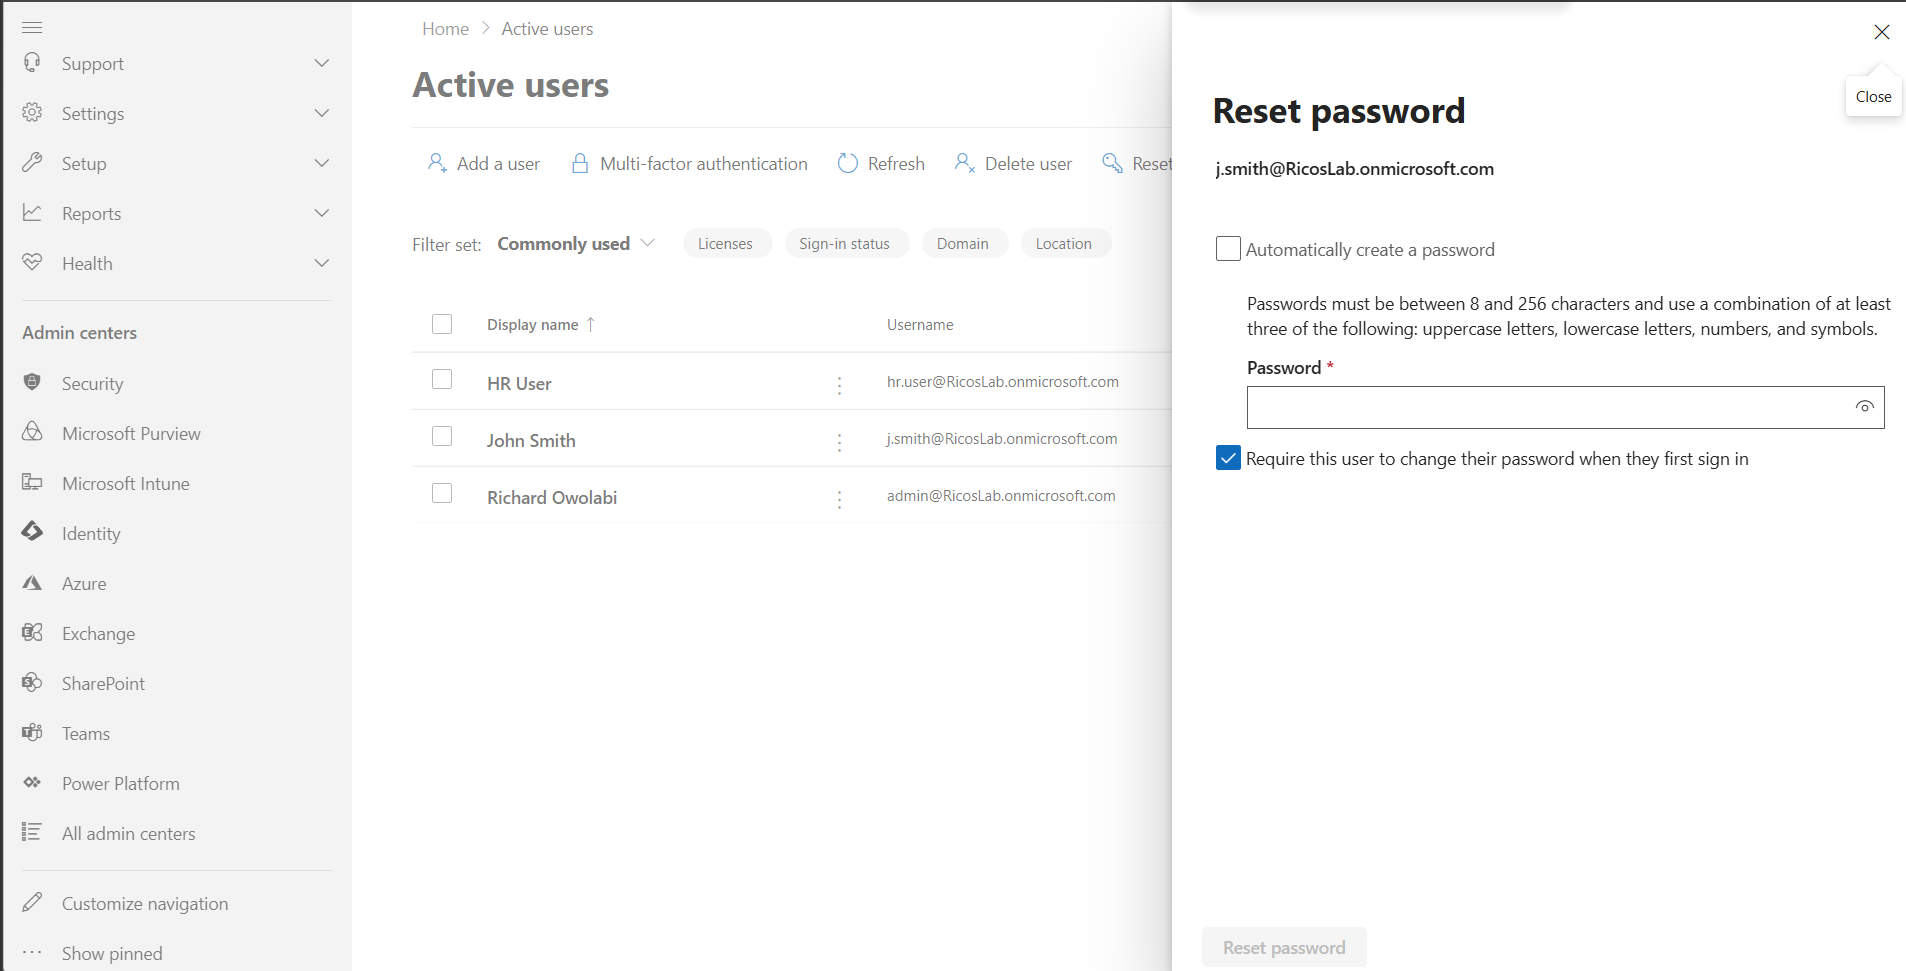 Support
Settings
Setup
Reports
Health
Admin centers
Security
Microsoft Purview
Microsoft Intune
Identity
Azure
Exchange
SharePoint
Teams
Power Platform
All admin centers
Customize navigation
Show pinned
Home > Active users
Active users
Add a user Multi-factor authentication Refresh Delete user Reset
Filter set: Commonly used Licenses Sign-in status Domain Location
Display name ↑ Username
HR User hr.user@RicosLab.onmicrosoft.com
John Smith j.smith@RicosLab.onmicrosoft.com
Richard Owolabi admin@RicosLab.onmicrosoft.com
Close
Reset password
j.smith@RicosLab.onmicrosoft.com
Automatically create a password
Passwords must be between 8 and 256 characters and use a combination of at least
three of the following: uppercase letters, lowercase letters, numbers, and symbols.
Password *
Require this user to change their password when they first sign in
Reset password